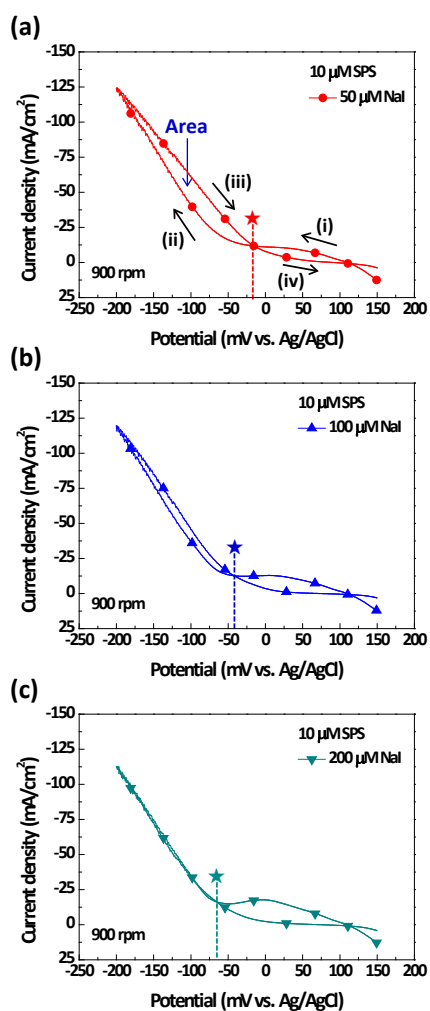 (a)
-150
-125
-100
-75
-50
-25
0
25
Current density (mA/cm²)
10 µM SPS
50 µM NaI
Area
(iii)
(i)
(ii)
(iv)
900 rpm
-200 -150 -100 -50 0 50 100 150 200
Potential (mV vs. Ag/AgCl)
(b)
-150
-125
-100
-75
-50
-25
0
25
Current density (mA/cm²)
10 µM SPS
100 µM NaI
900 rpm
-200 -150 -100 -50 0 50 100 150 200
Potential (mV vs. Ag/AgCl)
(c)
-150
-125
-100
-75
-50
-25
0
25
Current density (mA/cm²)
10 µM SPS
200 µM NaI
900 rpm
-200 -150 -100 -50 0 50 100 150 200
Potential (mV vs. Ag/AgCl)